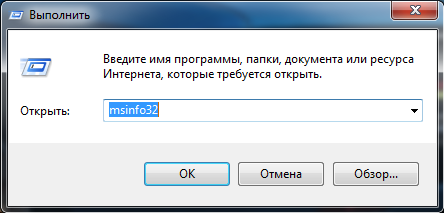 Выполнить
Введите имя программы, папки, документа или ресурса
Интернета, которые требуется открыть.
Открыть: msinfo32
OK Отмена Обзор...